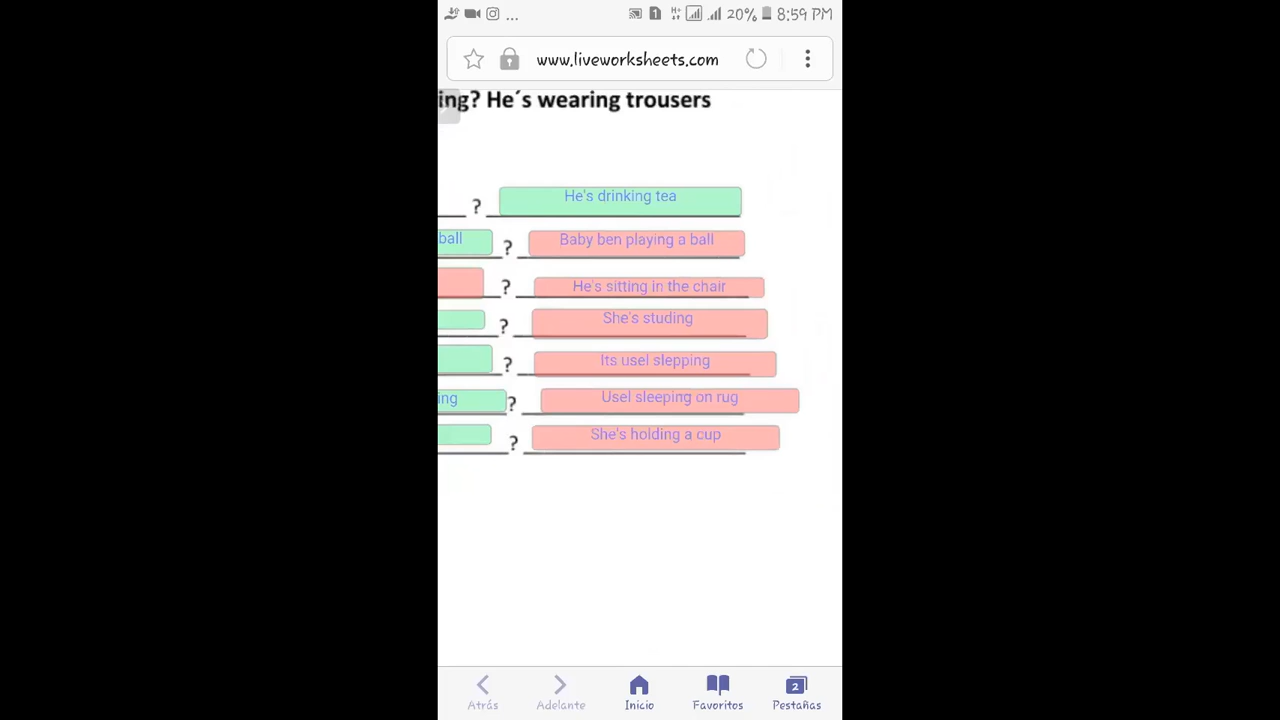 ... 1 H+ 20% 8:59 PM
www.liveworksheets.com
ing? He´s wearing trousers
? He's drinking tea
ball ? Baby ben playing a ball
? He's sitting in the chair
? She's studing
? Its usel slepping
ing ? Usel sleeping on rug
? She's holding a cup
Atrás Adelante Inicio Favoritos 2 Pestañas